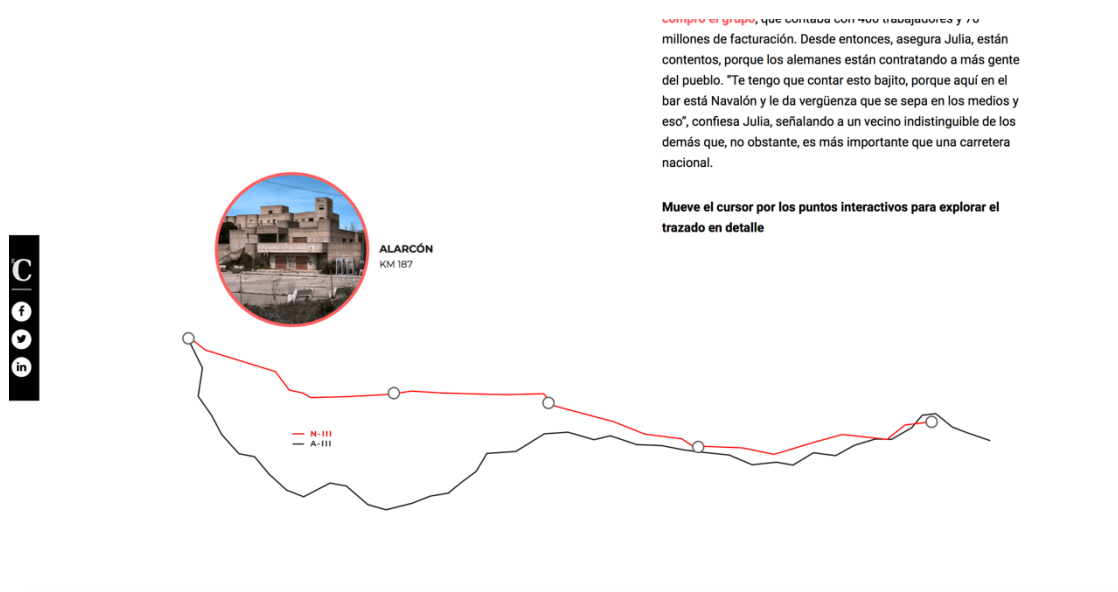 compró el grupo, que contaba con 400 trabajadores y 70
millones de facturación. Desde entonces, asegura Julia, están
contentos, porque los alemanes están contratando a más gente
del pueblo. “Te tengo que contar esto bajito, porque aquí en el
bar está Navalón y le da vergüenza que se sepa en los medios y
eso”, confiesa Julia, señalando a un vecino indistinguible de los
demás que, no obstante, es más importante que una carretera
nacional.
Mueve el cursor por los puntos interactivos para explorar el
trazado en detalle
ALARCÓN
KM 187
C
f
in
N-III
A-III